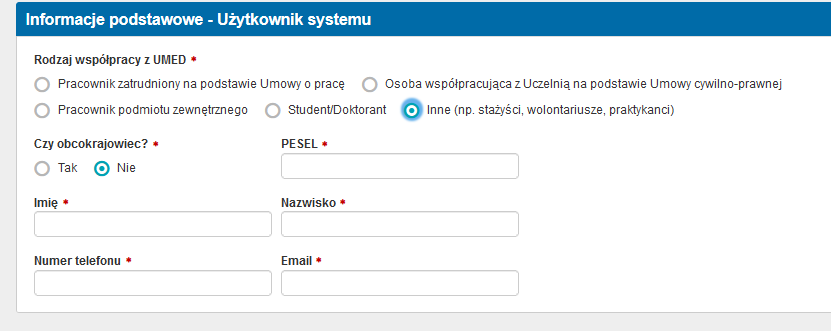 Informacje podstawowe - Użytkownik systemu
Rodzaj współpracy z UMED *
Pracownik zatrudniony na podstawie Umowy o pracę Osoba współpracująca z Uczelnią na podstawie Umowy cywilno-prawnej
Pracownik podmiotu zewnętrznego Student/Doktorant Inne (np. stażyści, wolontariusze, praktykanci)
Czy obcokrajowiec? * PESEL *
Tak Nie
Imię * Nazwisko *
Numer telefonu * Email *